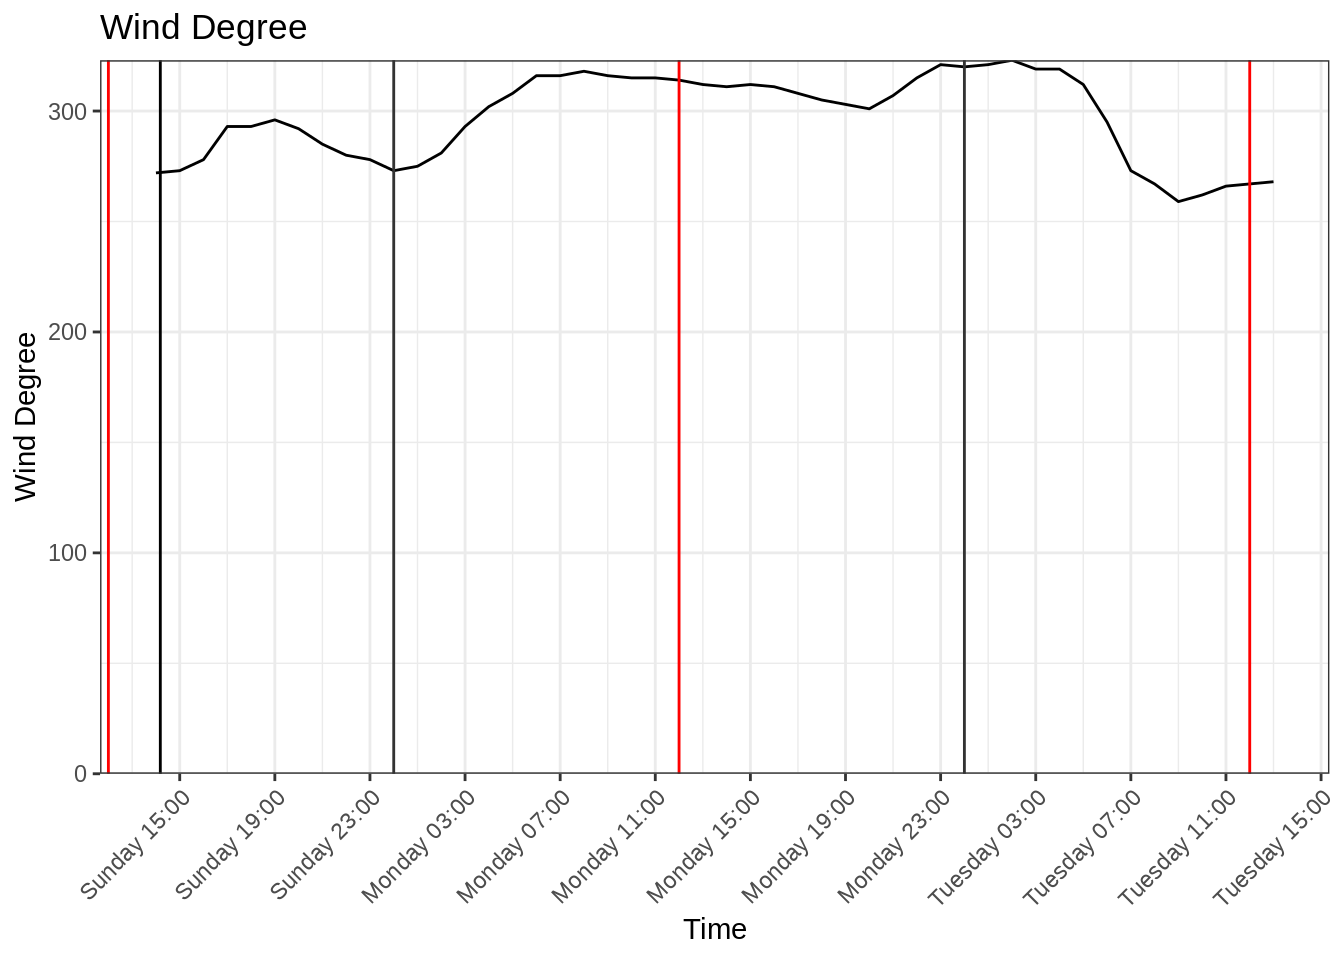 Wind Degree
Wind Degree
300
200
100
0
Sunday 15:00
Sunday 19:00
Sunday 23:00
Monday 03:00
Monday 07:00
Monday 11:00
Monday 15:00
Monday 19:00
Monday 23:00
Tuesday 03:00
Tuesday 07:00
Tuesday 11:00
Tuesday 15:00
Time